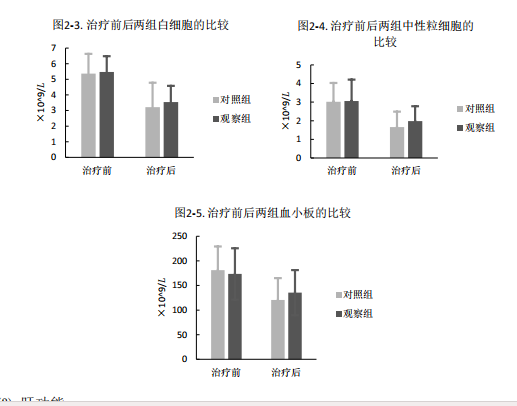 图2-3. 治疗前后两组白细胞的比较
×10^9/L
7
6
5
4
3
2
1
0
治疗前
治疗后
对照组
观察组
图2-4. 治疗前后两组中性粒细胞的
比较
×10^9/L
5
4
3
2
1
0
治疗前
治疗后
对照组
观察组
图2-5. 治疗前后两组血小板的比较
×10^9/L
250
200
150
100
50
0
治疗前
治疗后
对照组
观察组